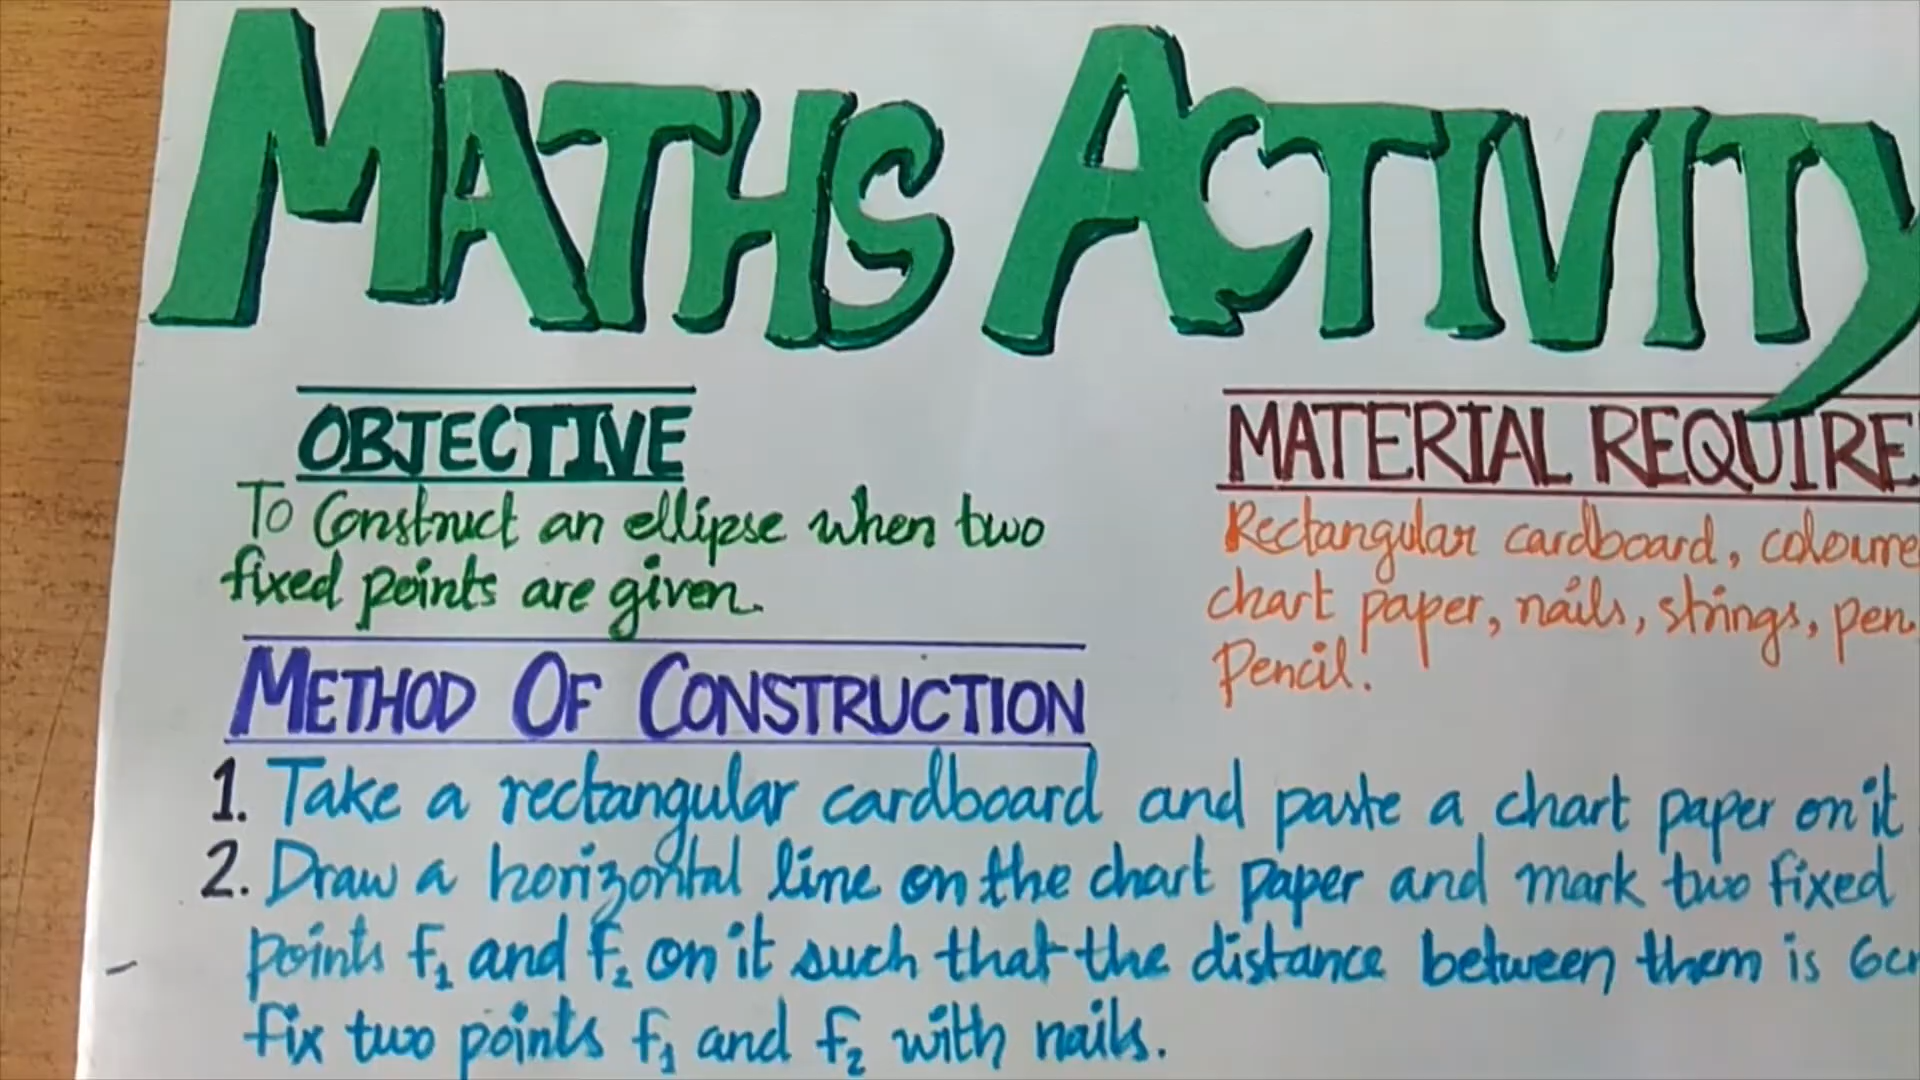 MATHS ACTIVITY
OBJECTIVE
To Construct an ellipse when two
fixed points are given.
MATERIAL REQUIRE
Rectangular cardboard, coloure
chart paper, nails, strings, pen,
Pencil.
METHOD OF CONSTRUCTION
1. Take a rectangular cardboard and paste a chart paper on it
2. Draw a horizontal line on the chart paper and mark two fixed
points f₁ and f₂ on it such that the distance between them is 6cm
fix two points f₁ and f₂ with nails.